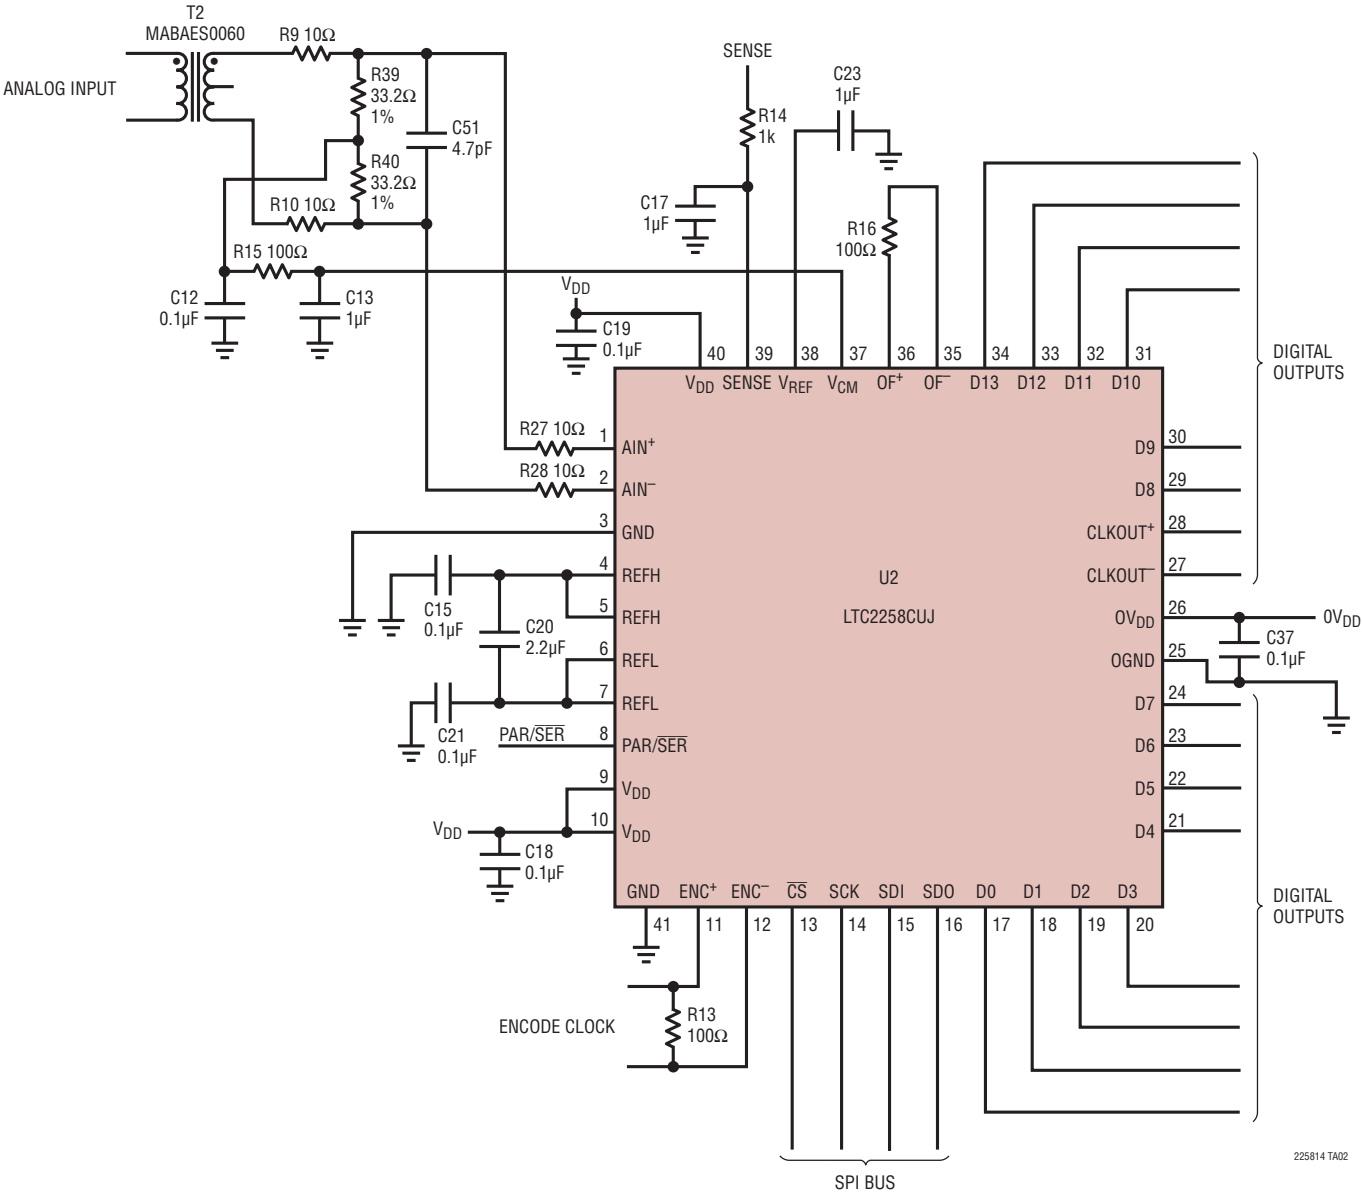 T2
MABAES0060
R9 10Ω
ANALOG INPUT
R39
33.2Ω
1%
C51
4.7pF
R40
33.2Ω
1%
R10 10Ω
R15 100Ω
C12
0.1µF
C13
1µF
SENSE
R14
1k
C23
1µF
C17
1µF
R16
100Ω
VDD
C19
0.1µF
40 39 38 37 36 35 34 33 32 31
VDD SENSE VREF VCM OF+ OF– D13 D12 D11 D10
DIGITAL
OUTPUTS
R27 10Ω
1
AIN+
R28 10Ω
2
AIN–
3
GND
4
REFH
5
REFH
6
REFL
7
REFL
PAR/S̅E̅R̅
8
PAR/S̅E̅R̅
9
VDD
VDD
10
VDD
C15
0.1µF
C20
2.2µF
C21
0.1µF
C18
0.1µF
U2
LTC2258CUJ
D9
30
D8
29
CLKOUT+
28
CLKOUT–
27
OVDD
26
0VDD
C37
0.1µF
OGND
25
D7
24
D6
23
D5
22
D4
21
GND ENC+ ENC– C̅S̅ SCK SDI SDO D0 D1 D2 D3
41 11 12 13 14 15 16 17 18 19 20
DIGITAL
OUTPUTS
ENCODE CLOCK
R13
100Ω
SPI BUS
225814 TA02